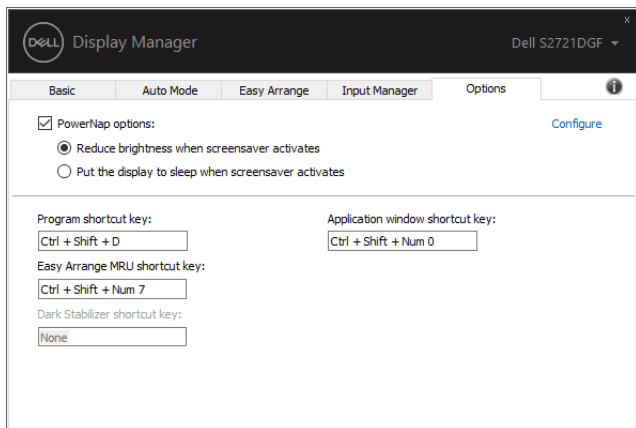 x
DELL Display Manager Dell S2721DGF
Basic Auto Mode Easy Arrange Input Manager Options i
PowerNap options: Configure
Reduce brightness when screensaver activates
Put the display to sleep when screensaver activates
Program shortcut key: Application window shortcut key:
Ctrl + Shift + D Ctrl + Shift + Num 0
Easy Arrange MRU shortcut key:
Ctrl + Shift + Num 7
Dark Stabilizer shortcut key:
None